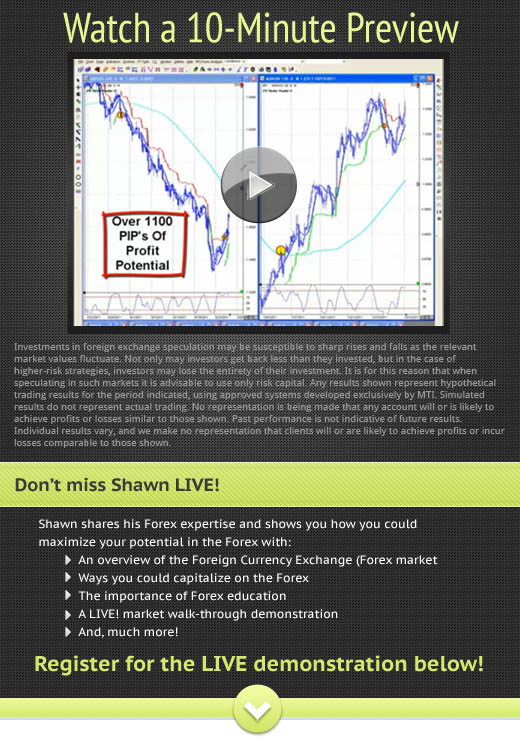 Watch a 10-Minute Preview
Over 1100
PIP's Of
Profit
Potential
Investments in foreign exchange speculation may be susceptible to sharp rises and falls as the relevant
market values fluctuate. Not only may investors get back less than they invested, but in the case of
higher-risk strategies, investors may lose the entirety of their investment. It is for this reason that when
speculating in such markets it is advisable to use only risk capital. Any results shown represent hypothetical
trading results for the period indicated, using approved systems developed exclusively by MTI. Simulated
results do not represent actual trading. No representation is being made that any account will or is likely to
achieve profits or losses similar to those shown. Past performance is not indicative of future results.
Individual results vary, and we make no representation that clients will or are likely to achieve profits or incur
losses comparable to those shown.
Don't miss Shawn LIVE!
Shawn shares his Forex expertise and shows you how you could
maximize your potential in the Forex with:
An overview of the Foreign Currency Exchange (Forex market
Ways you could capitalize on the Forex
The importance of Forex education
A LIVE! market walk-through demonstration
And, much more!
Register for the LIVE demonstration below!